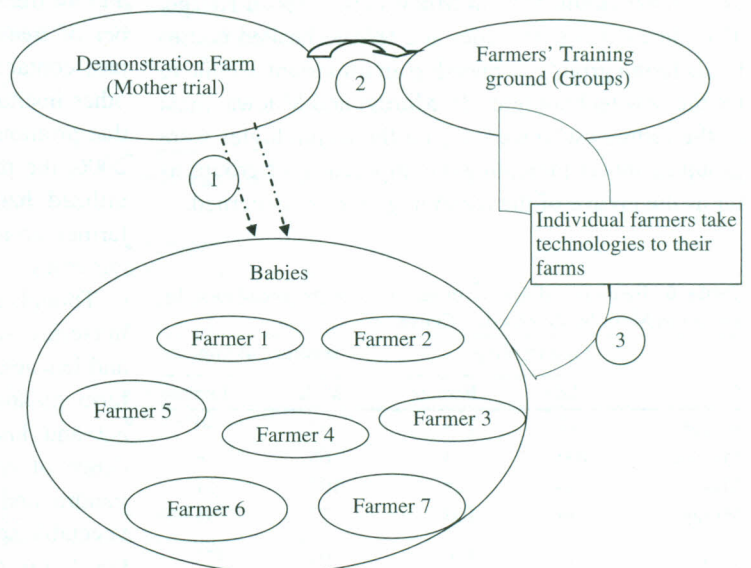 Demonstration Farm
(Mother trial)
2
Farmers' Training
ground (Groups)
1
Individual farmers take
technologies to their
farms
Babies
3
Farmer 1
Farmer 2
Farmer 5
Farmer 3
Farmer 4
Farmer 6
Farmer 7